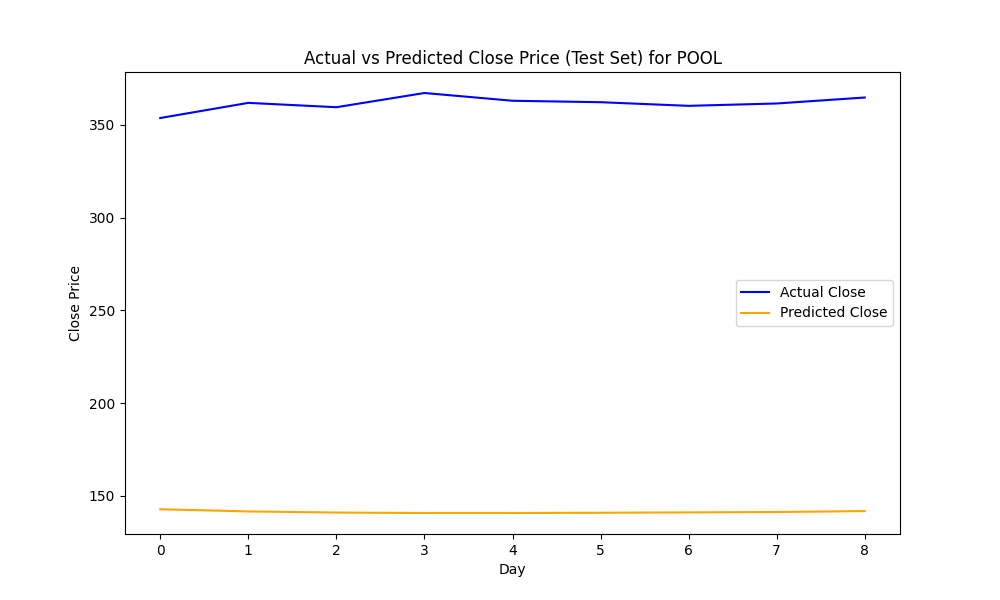 Actual vs Predicted Close Price (Test Set) for POOL
Close Price
350
300
250
200
150
Actual Close
Predicted Close
0 1 2 3 4 5 6 7 8
Day